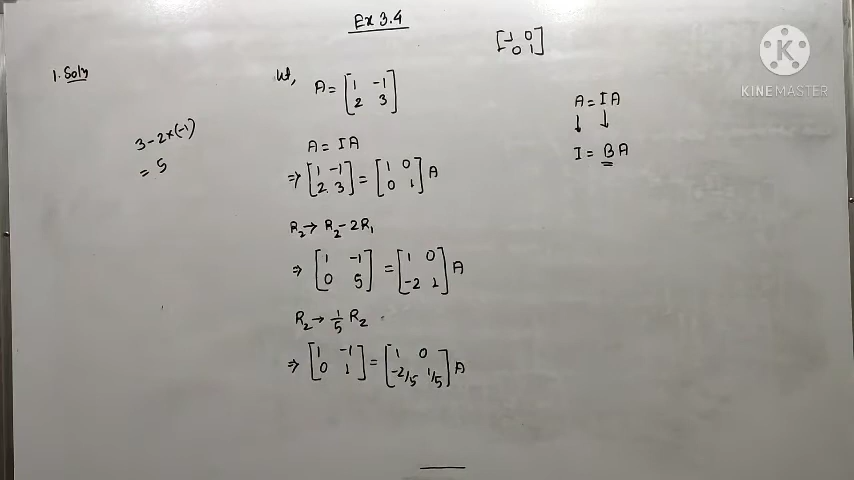 Ex 3.4
[1 0
0 1]
K
KINEMASTER
1. Soln
let,
A = [1 -1
2 3]
A = IA
I = BA
3 - 2×(-1)
= 5
A = IA
⇒ [1 -1
2 3] = [1 0
0 1] A
R₂ → R₂ - 2R₁
⇒ [1 -1
0 5] = [1 0
-2 1] A
R₂ → 1/5 R₂
⇒ [1 -1
0 1] = [1 0
-2/5 1/5] A